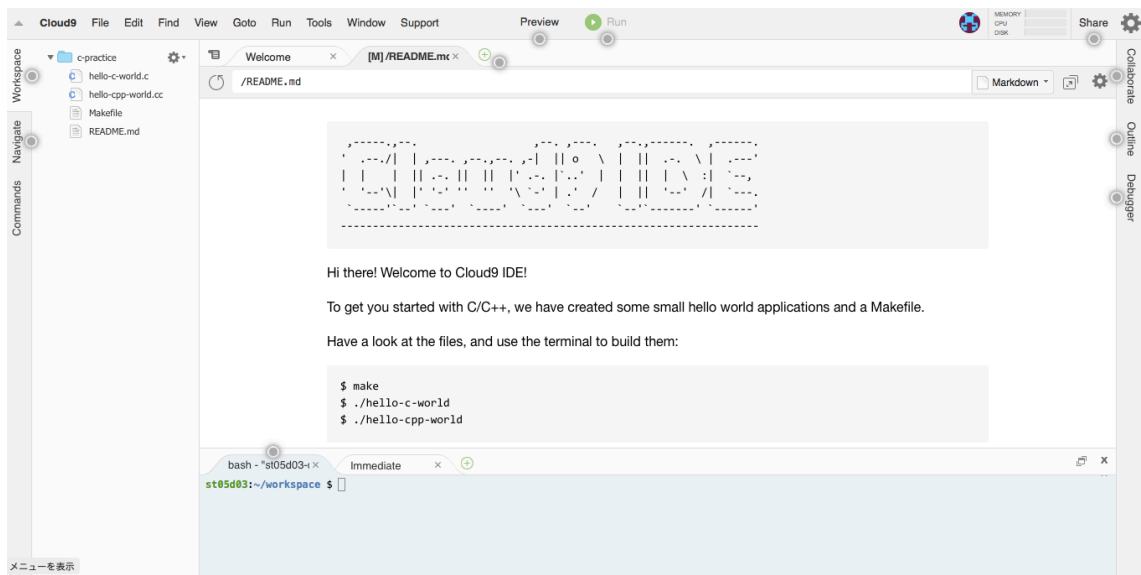 Cloud9 File Edit Find View Goto Run Tools Window Support Preview Run MEMORY CPU DISK Share
Workspace
Navigate
Commands
c-practice
hello-c-world.c
hello-cpp-world.cc
Makefile
README.md
Welcome × [M] /README.mc ×
/README.md Markdown
Collaborate
Outline
Debugger
Hi there! Welcome to Cloud9 IDE!
To get you started with C/C++, we have created some small hello world applications and a Makefile.
Have a look at the files, and use the terminal to build them:
$ make
$ ./hello-c-world
$ ./hello-cpp-world
bash - "st05d03-r × Immediate ×
st05d03:~/workspace $
メニューを表示